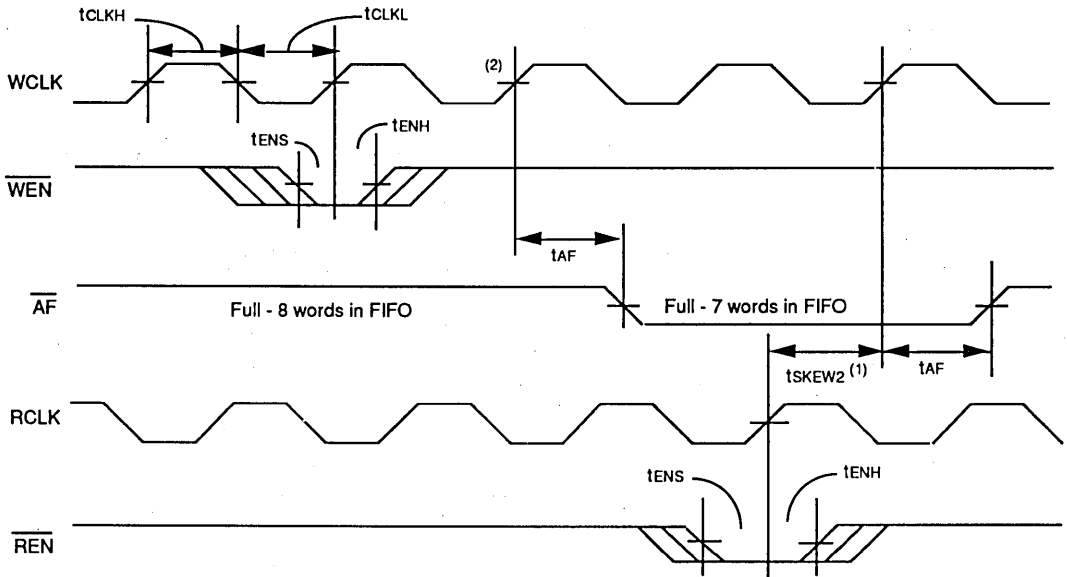 tCLKH
tCLKL
WCLK
(2)
tENS
tENH
WEN
tAF
AF
Full - 8 words in FIFO
Full - 7 words in FIFO
tSKEW2 (1)
tAF
RCLK
tENS
tENH
REN